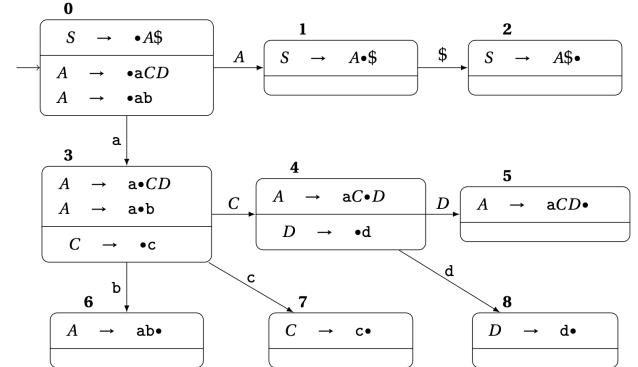 0
S → •A$
A → •aCD
A → •ab
A
1
S → A•$
$
2
S → A$•
a
3
A → a•CD
A → a•b
C → •c
C
4
A → aC•D
D → •d
D
5
A → aCD•
b
c
d
6
A → ab•
7
C → c•
8
D → d•